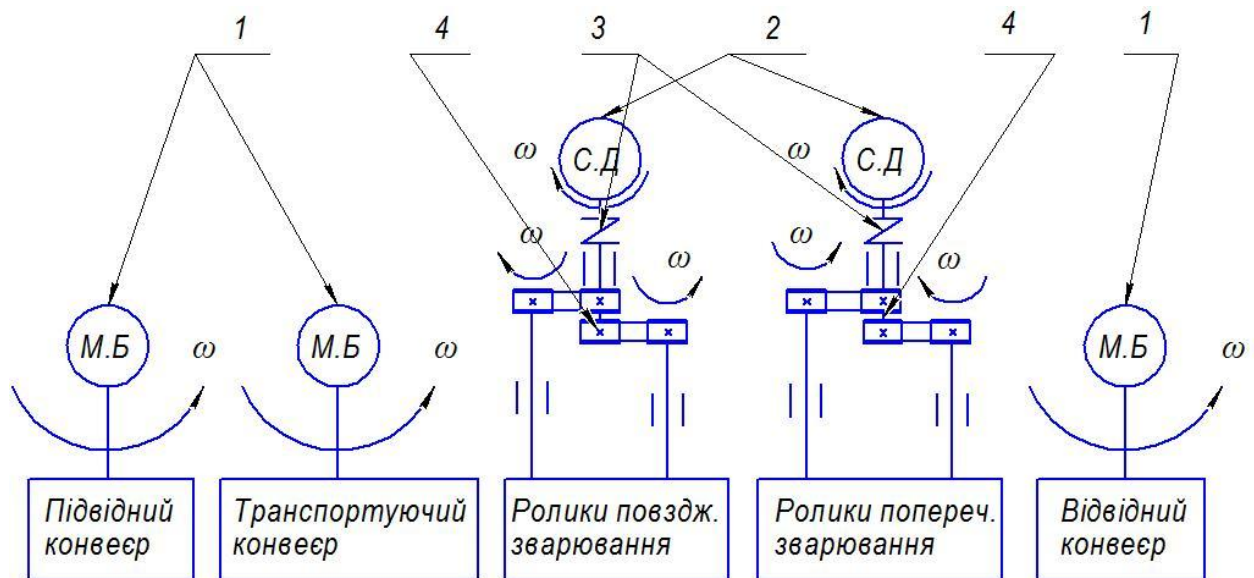 1 4 3 2 4 1
С.Д С.Д
ω ω
ω ω ω ω
М.Б ω М.Б ω М.Б ω
Підвідний
конвеєр
Транспортуючий
конвеєр
Ролики повздж.
зварювання
Ролики попереч.
зварювання
Відвідний
конвеєр